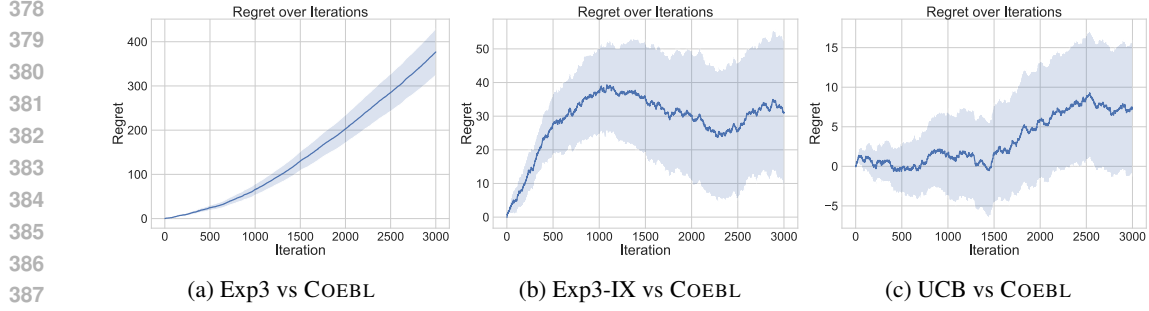 378
379
380
381
382
383
384
385
386
387
Regret over Iterations
400
300
200
100
0
Regret
0 500 1000 1500 2000 2500 3000
Iteration
(a) Exp3 vs COEBL
Regret over Iterations
50
40
30
20
10
0
Regret
0 500 1000 1500 2000 2500 3000
Iteration
(b) Exp3-IX vs COEBL
Regret over Iterations
15
10
5
0
−5
Regret
0 500 1000 1500 2000 2500 3000
Iteration
(c) UCB vs COEBL